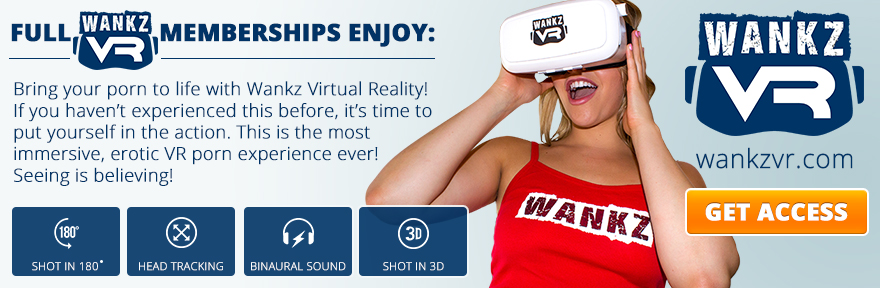 FULL WANKZ VR MEMBERSHIPS ENJOY:
Bring your porn to life with Wankz Virtual Reality!
If you haven't experienced this before, it's time to
put yourself in the action. This is the most
immersive, erotic VR porn experience ever!
Seeing is believing!
180°
SHOT IN 180°
HEAD TRACKING
BINAURAL SOUND
3D
SHOT IN 3D
WANKZ VR
WANKZ
WANKZ
VR
wankzvr.com
GET ACCESS